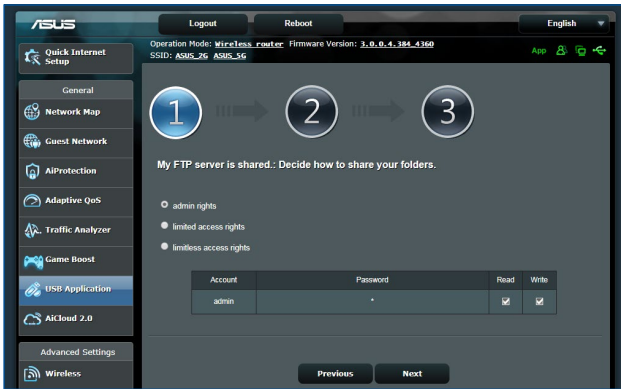 ASUS
Logout
Reboot
English
Quick Internet
Setup
Operation Mode: Wireless router Firmware Version: 3.0.0.4.384_4360
SSID: ASUS_2G ASUS_5G
App
General
Network Map
Guest Network
AiProtection
Adaptive QoS
Traffic Analyzer
Game Boost
USB Application
AiCloud 2.0
Advanced Settings
Wireless
1
2
3
My FTP server is shared.: Decide how to share your folders.
admin rights
limited access rights
limitless access rights
Account Password Read Write
admin *
Previous Next